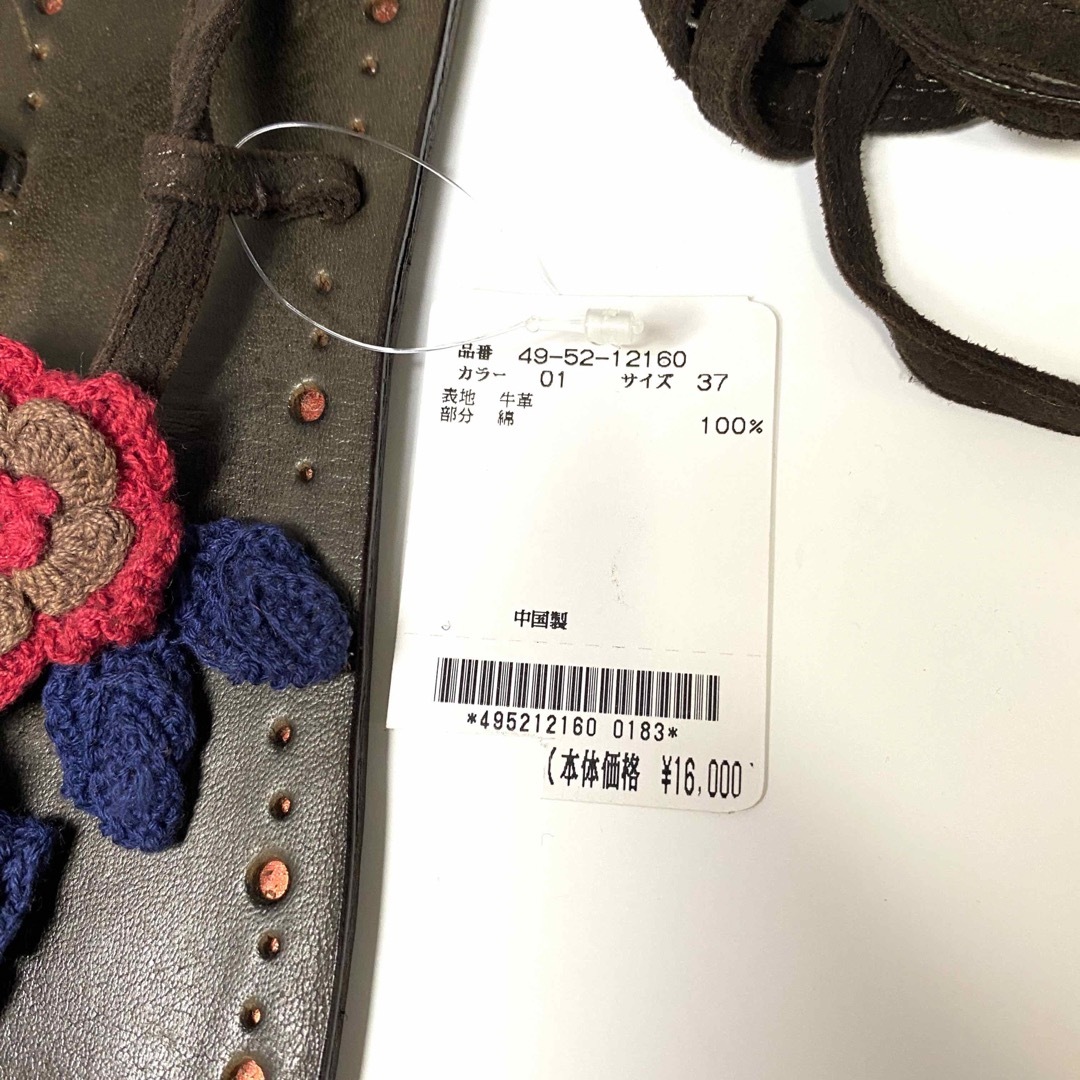 品番 49-52-12160
カラー 01 サイズ 37
表地 牛革
部分 綿 100%
中国製
*495212160 0183*
(本体価格 ¥16,000